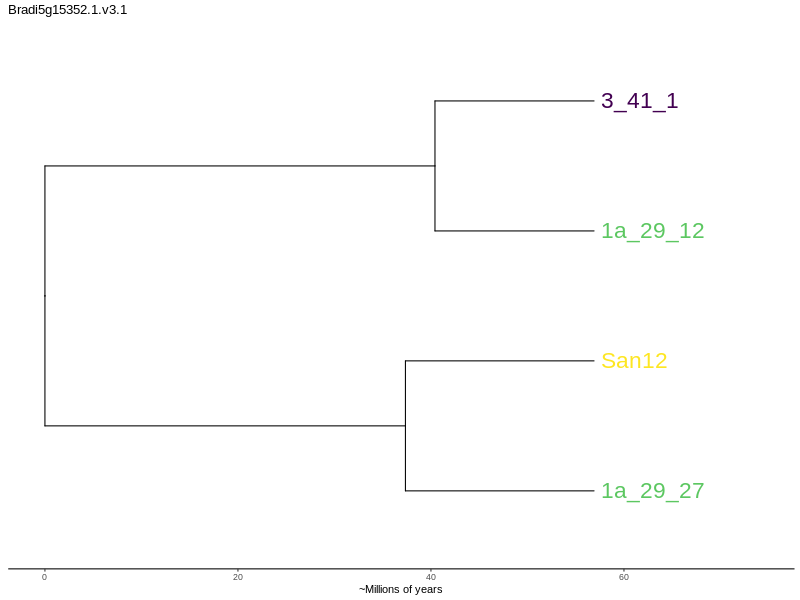 Bradi5g15352.1.v3.1
3_41_1
1a_29_12
San12
1a_29_27
0 20 40 60
~Millions of years